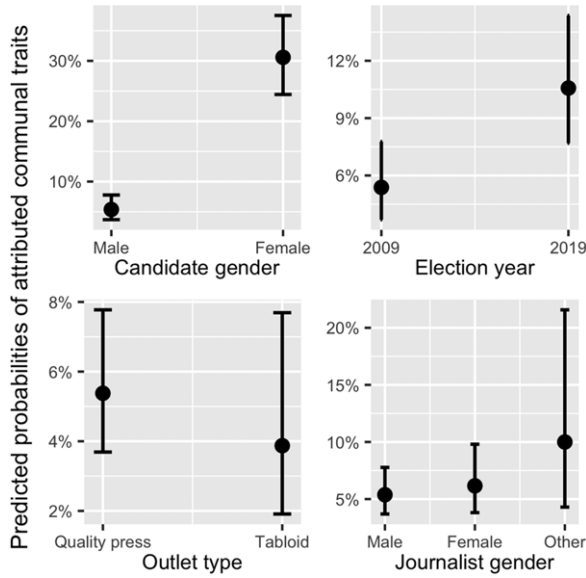 Predicted probabilities of attributed communal traits
30%
20%
10%
Male
Female
Candidate gender
12%
9%
6%
2009
2019
Election year
8%
6%
4%
2%
Quality press
Tabloid
Outlet type
20%
15%
10%
5%
Male
Female
Other
Journalist gender